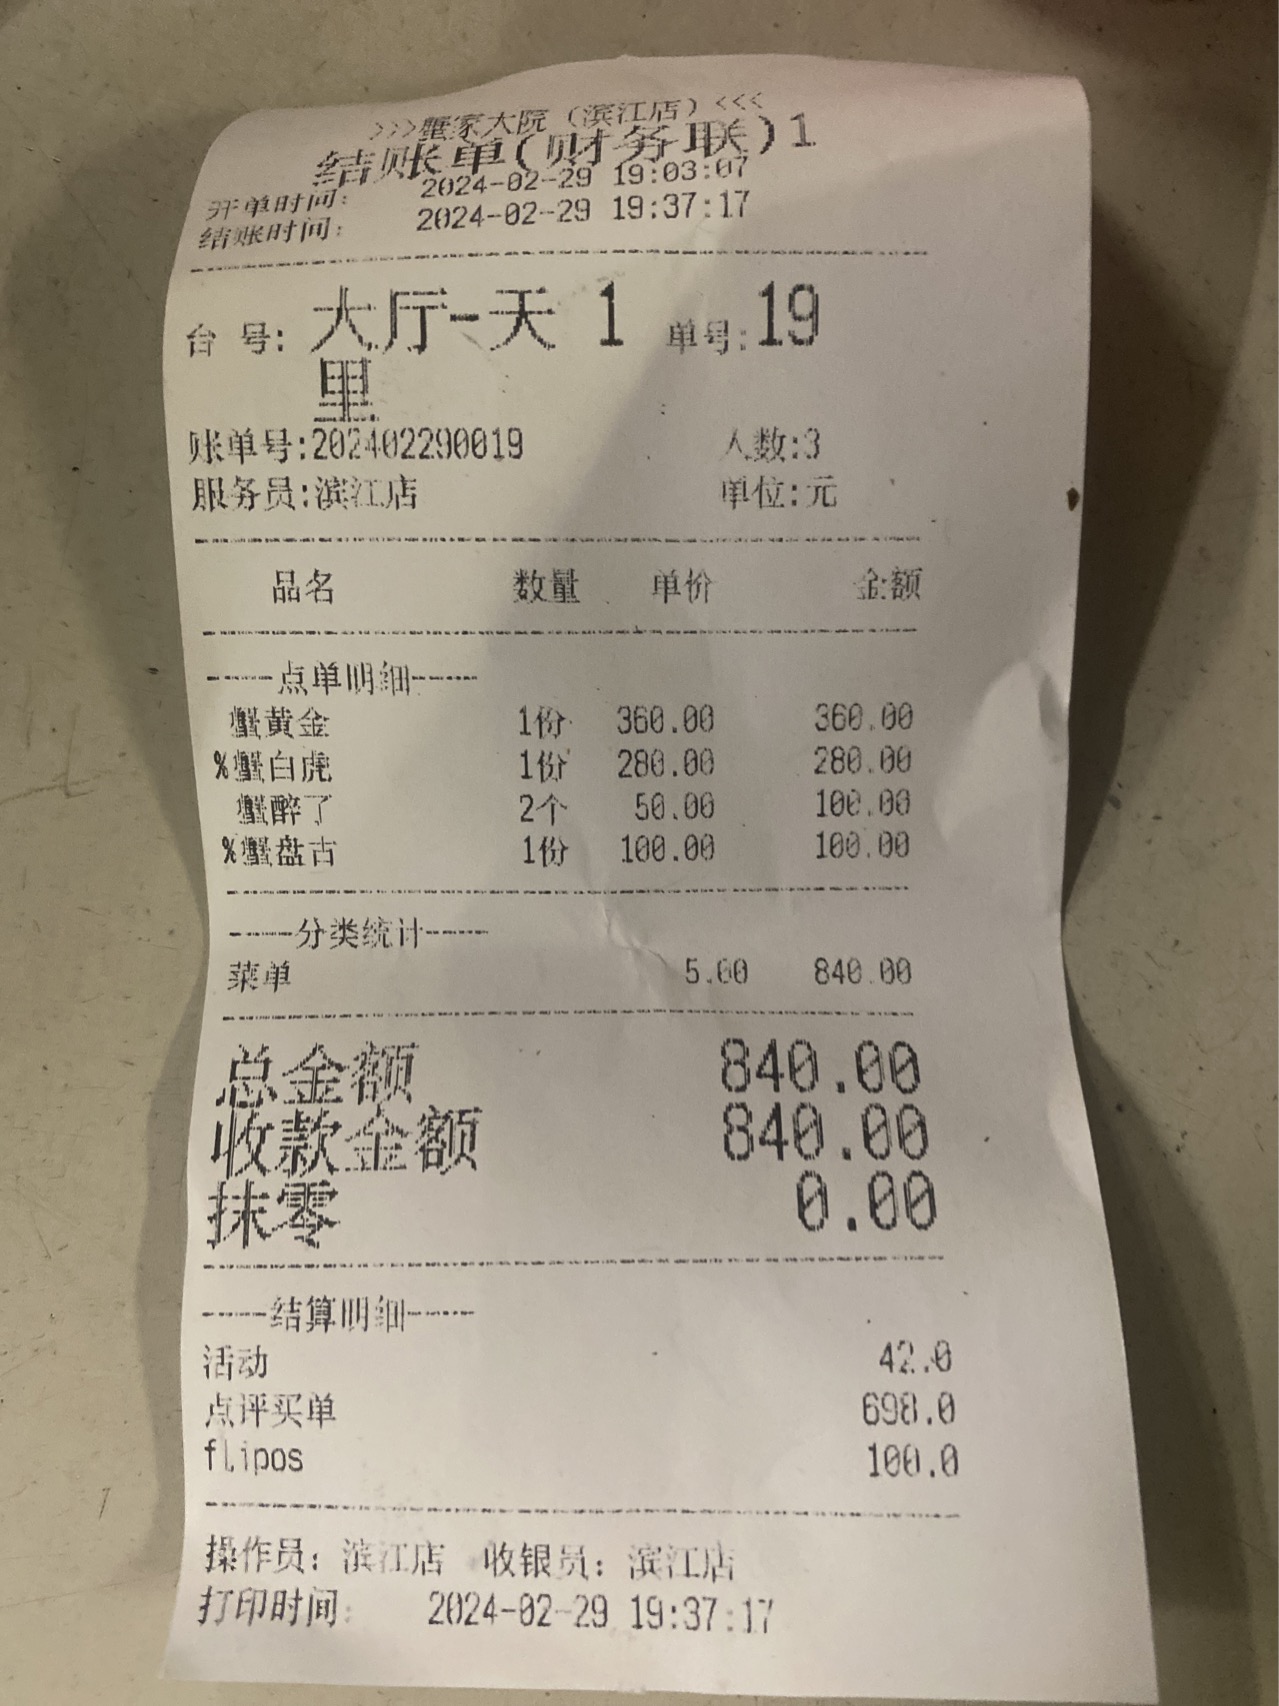 >>>蟹家大院（滨江店）<<<
结账单(财务联)1
开单时间: 2024-02-29 19:03:07
结账时间: 2024-02-29 19:37:17
台 号: 大厅-天 1 单号:19
里
账单号:202402290019 人数:3
服务员:滨江店 单位:元
品名 数量 单价 金额
----点单明细----
蟹黄金 1份 360.00 360.00
%蟹白虎 1份 280.00 280.00
蟹醉了 2个 50.00 100.00
%蟹盘古 1份 100.00 100.00
----分类统计----
菜单 5.00 840.00
总金额 840.00
收款金额 840.00
抹零 0.00
----结算明细----
活动 42.0
点评买单 698.0
flipos 100.0
操作员: 滨江店 收银员: 滨江店
打印时间: 2024-02-29 19:37:17